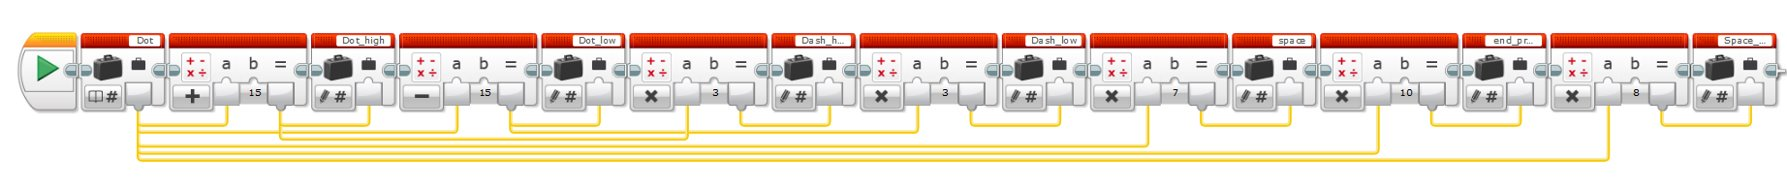 Dot Dot_high Dot_low Dash_h... Dash_low space end_pr... Space_...
a b = a b = a b = a b = a b = a b = a b =
# + 15 # − 15 # × 3 # × 3 # × 7 # × 10 # × 8 #